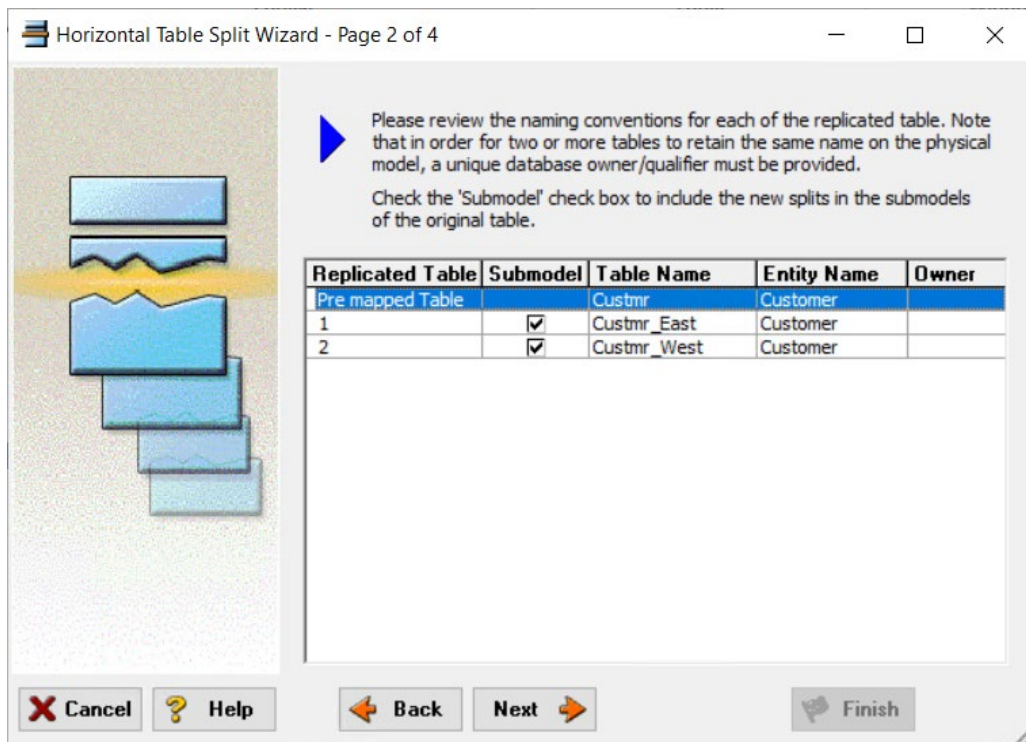 Horizontal Table Split Wizard - Page 2 of 4
Please review the naming conventions for each of the replicated table. Note
that in order for two or more tables to retain the same name on the physical
model, a unique database owner/qualifier must be provided.
Check the 'Submodel' check box to include the new splits in the submodels
of the original table.
Replicated Table Submodel Table Name Entity Name Owner
Pre mapped Table Custmr Customer
1 Custmr_East Customer
2 Custmr_West Customer
Cancel Help Back Next Finish